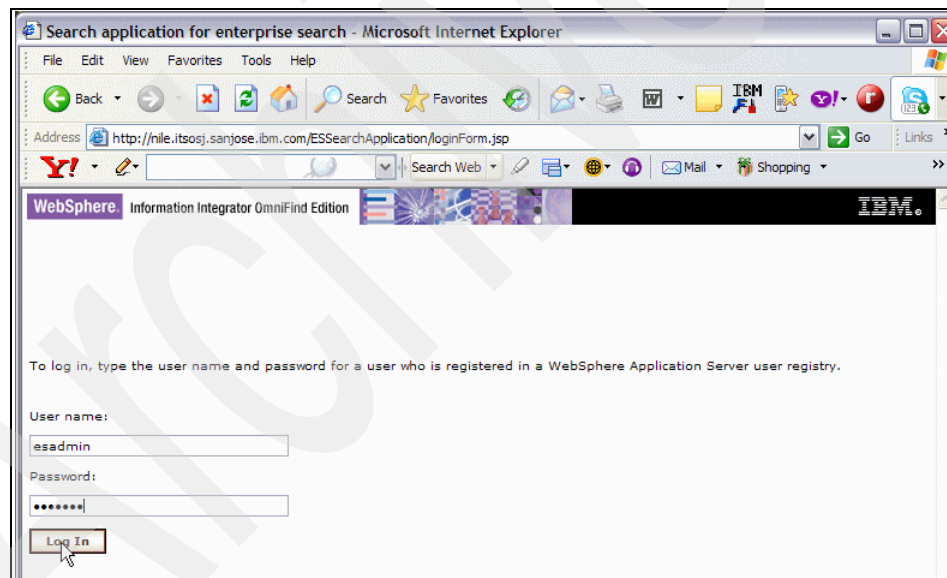 Search application for enterprise search - Microsoft Internet Explorer
File Edit View Favorites Tools Help
Back Search Favorites IBM
Address http://nile.itsosj.sanjose.ibm.com/ESSearchApplication/loginForm.jsp Go Links
Y! Search Web Mail Shopping
WebSphere. Information Integrator OmniFind Edition IBM.
To log in, type the user name and password for a user who is registered in a WebSphere Application Server user registry.
User name:
esadmin
Password:
•••••••
Log In